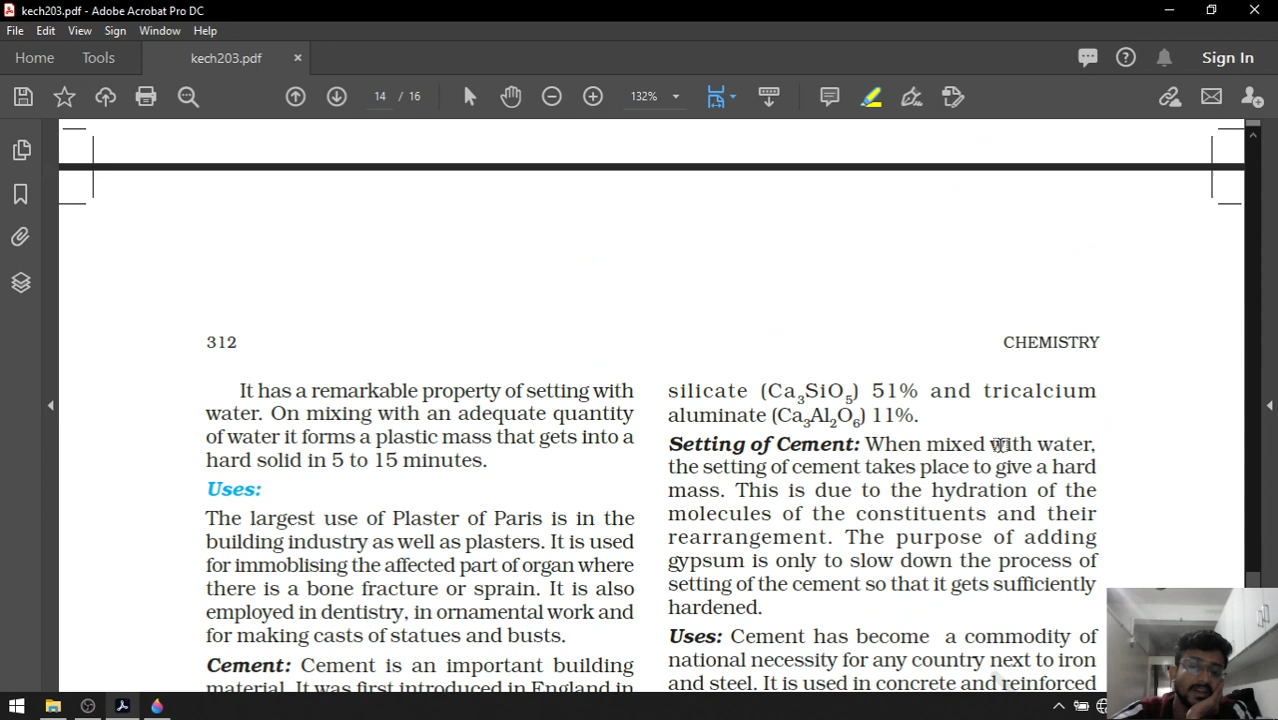 kech203.pdf - Adobe Acrobat Pro DC
File Edit View Sign Window Help
Home Tools kech203.pdf × Sign In
14 / 16 132%
312 CHEMISTRY
It has a remarkable property of setting with
water. On mixing with an adequate quantity
of water it forms a plastic mass that gets into a
hard solid in 5 to 15 minutes.
Uses:
The largest use of Plaster of Paris is in the
building industry as well as plasters. It is used
for immoblising the affected part of organ where
there is a bone fracture or sprain. It is also
employed in dentistry, in ornamental work and
for making casts of statues and busts.
Cement: Cement is an important building
material. It was first introduced in England in
silicate (Ca₃SiO₅) 51% and tricalcium
aluminate (Ca₃Al₂O₆) 11%.
Setting of Cement: When mixed with water,
the setting of cement takes place to give a hard
mass. This is due to the hydration of the
molecules of the constituents and their
rearrangement. The purpose of adding
gypsum is only to slow down the process of
setting of the cement so that it gets sufficiently
hardened.
Uses: Cement has become a commodity of
national necessity for any country next to iron
and steel. It is used in concrete and reinforced